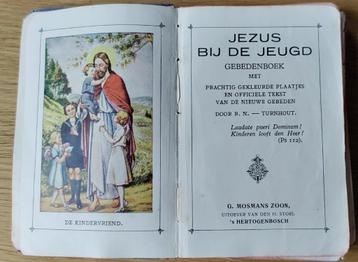 DE KINDERVRIEND.
JEZUS
BIJ DE JEUGD
GEBEDENBOEK
MET
PRACHTIG GEKLEURDE PLAATJES
EN OFFICIELE TEKST
VAN DE NIEUWE GEBEDEN
DOOR B. N. — TURNHOUT.
Laudate pueri Dominum!
Kinderen looft den Heer!
(Ps 112).
G. MOSMANS ZOON,
UITGEVER VAN DEN H. STOEL
's HERTOGENBOSCH